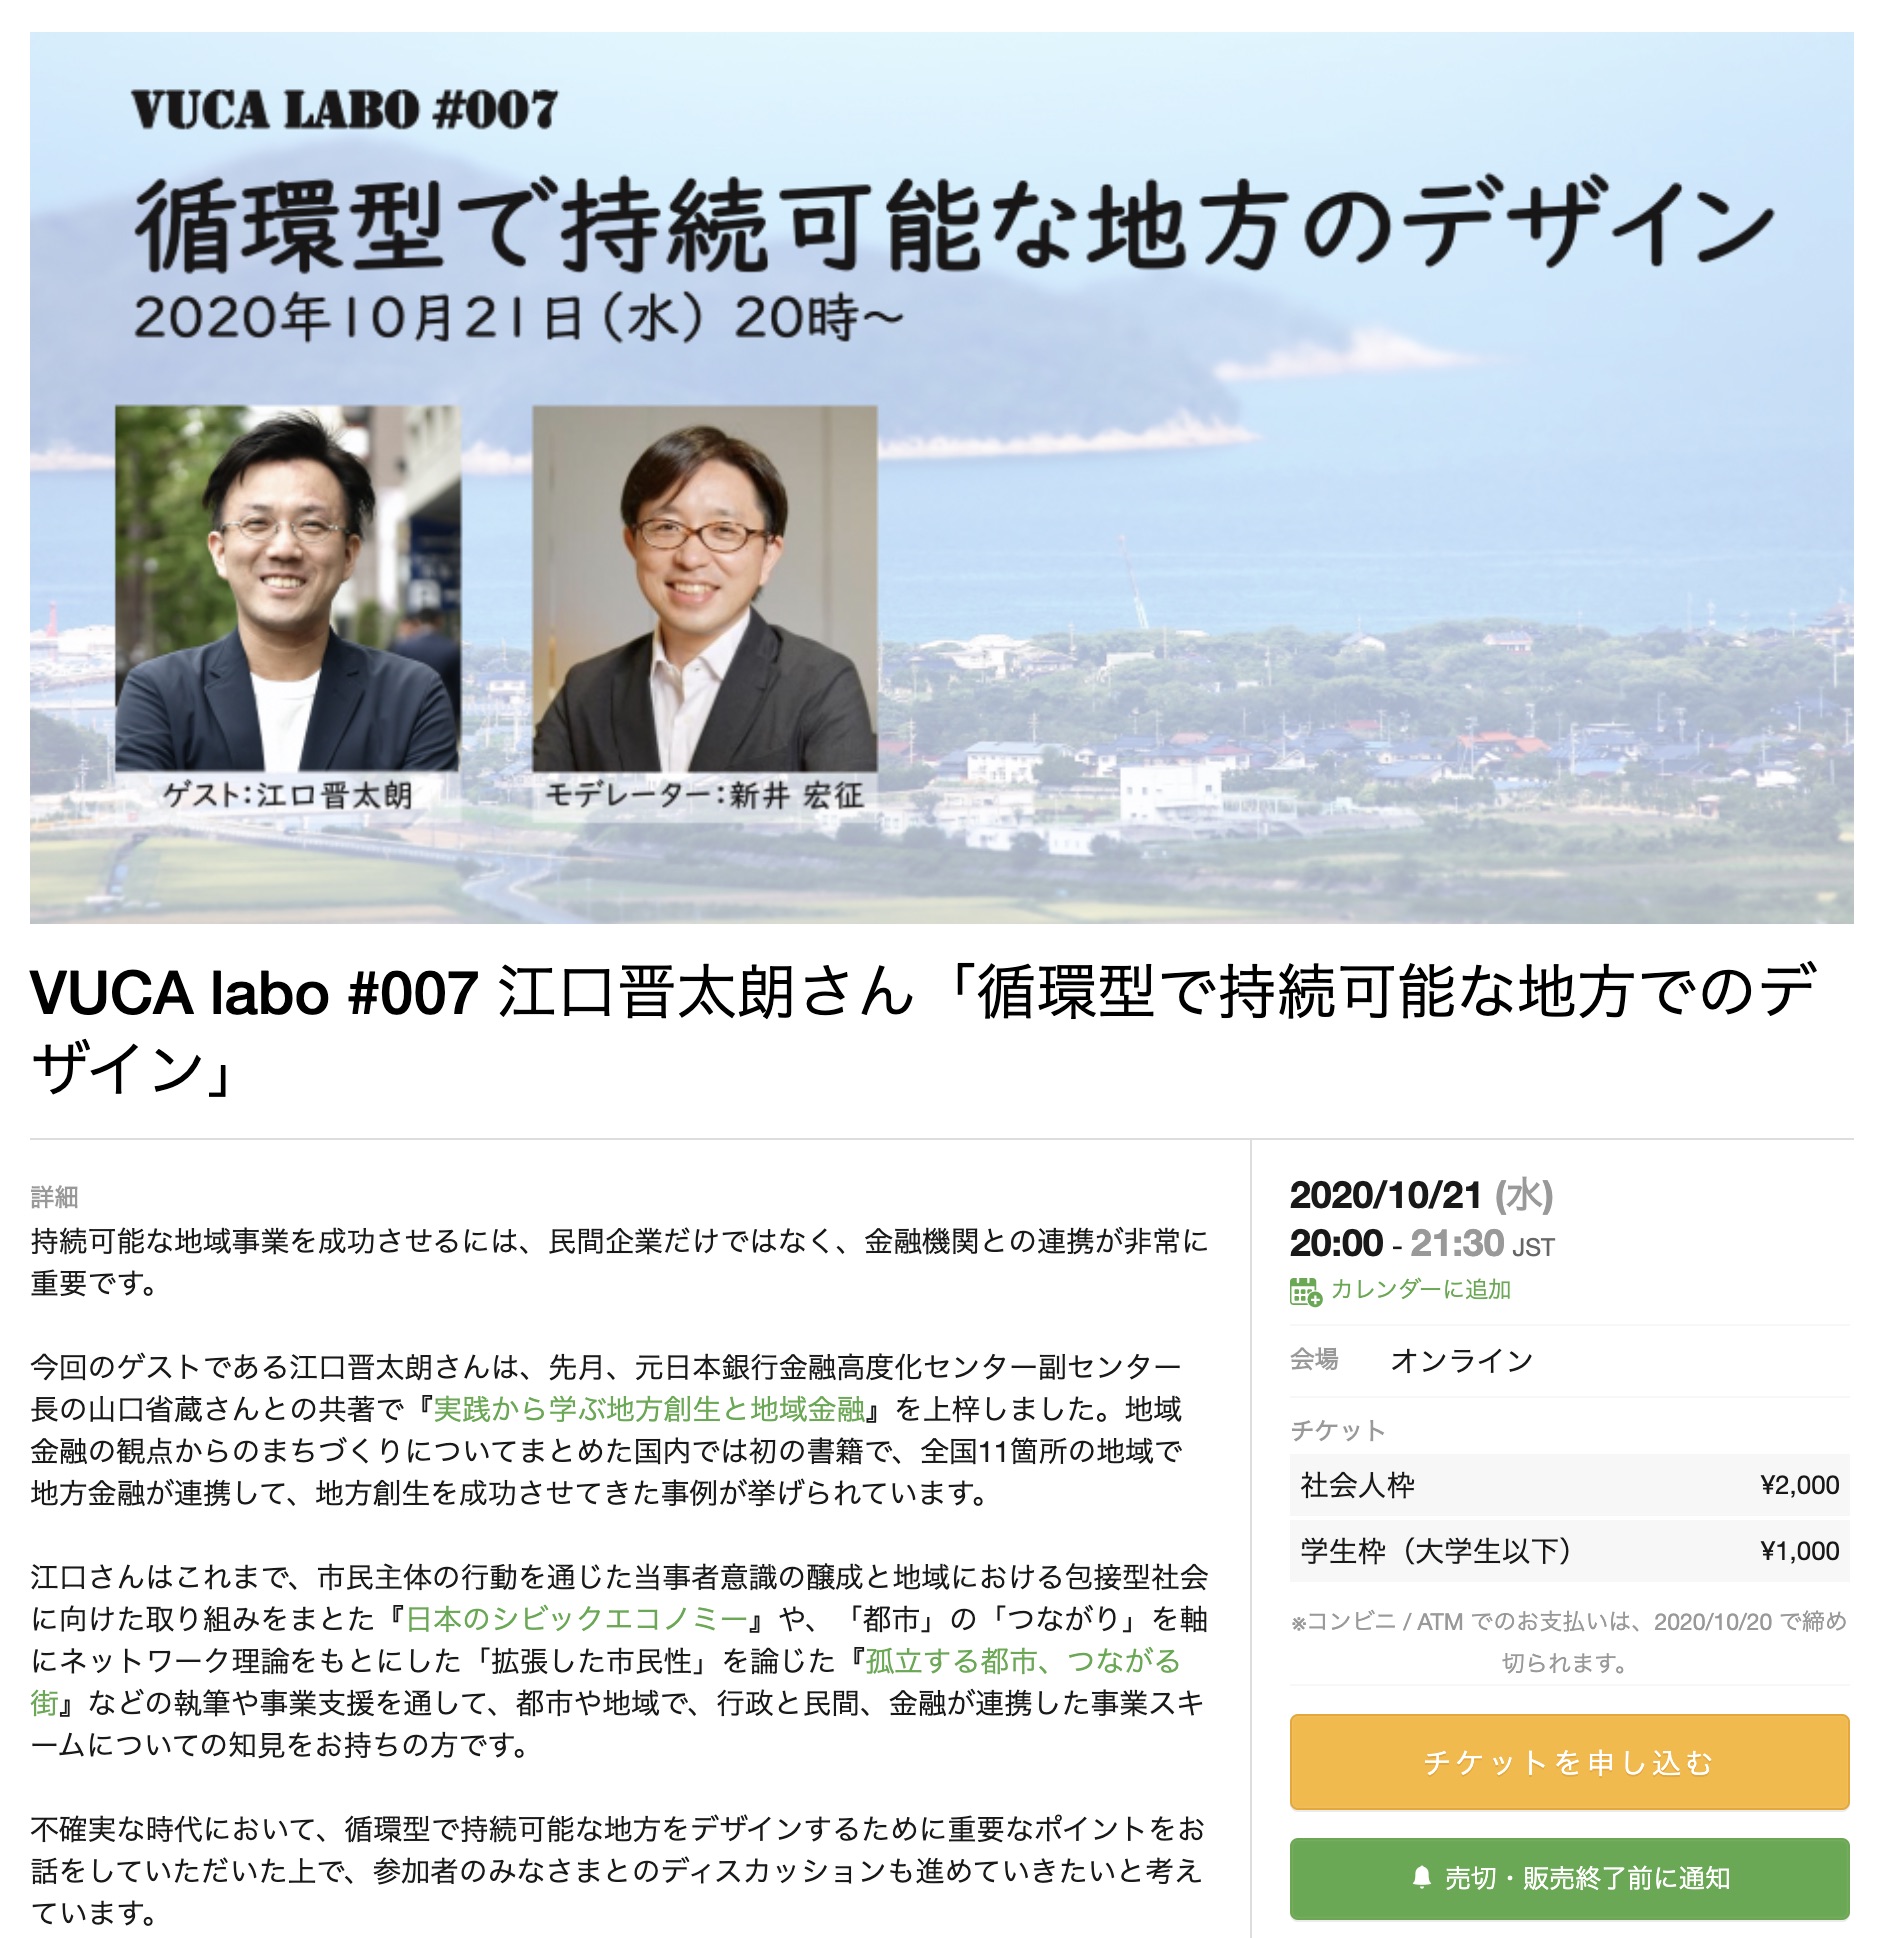 VUCA LABO #007
循環型で持続可能な地方のデザイン
2020年10月21日(水) 20時～
ゲスト:江口晋太朗
モデレーター:新井 宏征
VUCA labo #007 江口晋太朗さん「循環型で持続可能な地方でのデ
ザイン」
詳細
持続可能な地域事業を成功させるには、民間企業だけではなく、金融機関との連携が非常に
重要です。
今回のゲストである江口晋太朗さんは、先月、元日本銀行金融高度化センター副センター
長の山口省蔵さんとの共著で『実践から学ぶ地方創生と地域金融』を上梓しました。地域
金融の観点からのまちづくりについてまとめた国内では初の書籍で、全国11箇所の地域で
地方金融が連携して、地方創生を成功させてきた事例が挙げられています。
江口さんはこれまで、市民主体の行動を通じた当事者意識の醸成と地域における包接型社会
に向けた取り組みをまとた『日本のシビックエコノミー』や、「都市」の「つながり」を軸
にネットワーク理論をもとにした「拡張した市民性」を論じた『孤立する都市、つながる
街』などの執筆や事業支援を通して、都市や地域で、行政と民間、金融が連携した事業スキ
ームについての知見をお持ちの方です。
不確実な時代において、循環型で持続可能な地方をデザインするために重要なポイントをお
話をしていただいた上で、参加者のみなさまとのディスカッションも進めていきたいと考え
ています。
2020/10/21 (水)
20:00 - 21:30 JST
カレンダーに追加
会場 オンライン
チケット
社会人枠 ¥2,000
学生枠（大学生以下） ¥1,000
※コンビニ / ATM でのお支払いは、2020/10/20 で締め
切られます。
チケットを申し込む
売切・販売終了前に通知